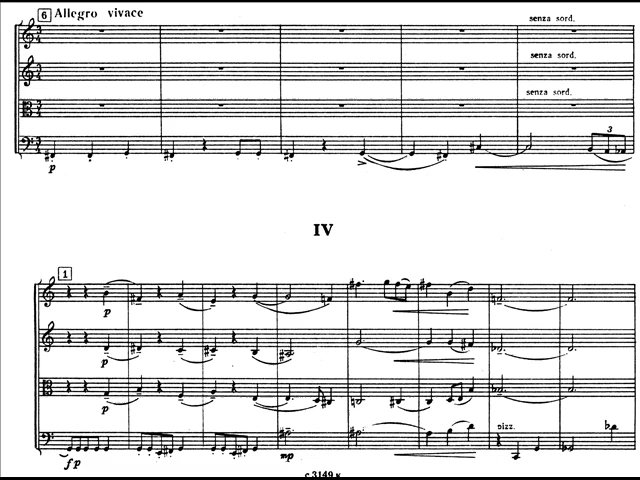 6 Allegro vivace
senza sord.
senza sord.
senza sord.
3
p
IV
1
p
p
p
pizz.
fp
mp
с 3149 к